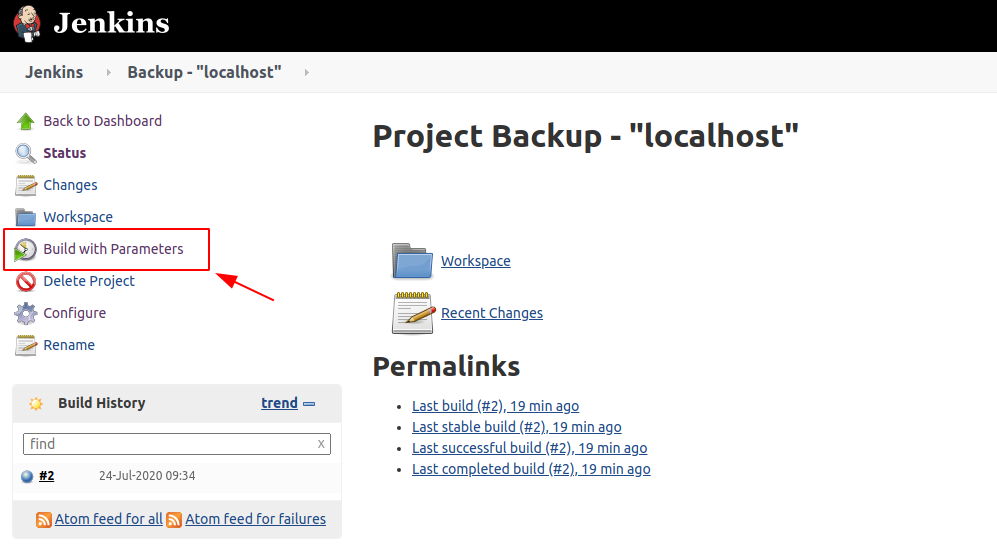 Jenkins
Jenkins Backup - "localhost"
Back to Dashboard
Status
Changes
Workspace
Build with Parameters
Delete Project
Configure
Rename
Build History trend
find x
#2 24-Jul-2020 09:34
Atom feed for all Atom feed for failures
Project Backup - "localhost"
Workspace
Recent Changes
Permalinks
Last build (#2), 19 min ago
Last stable build (#2), 19 min ago
Last successful build (#2), 19 min ago
Last completed build (#2), 19 min ago